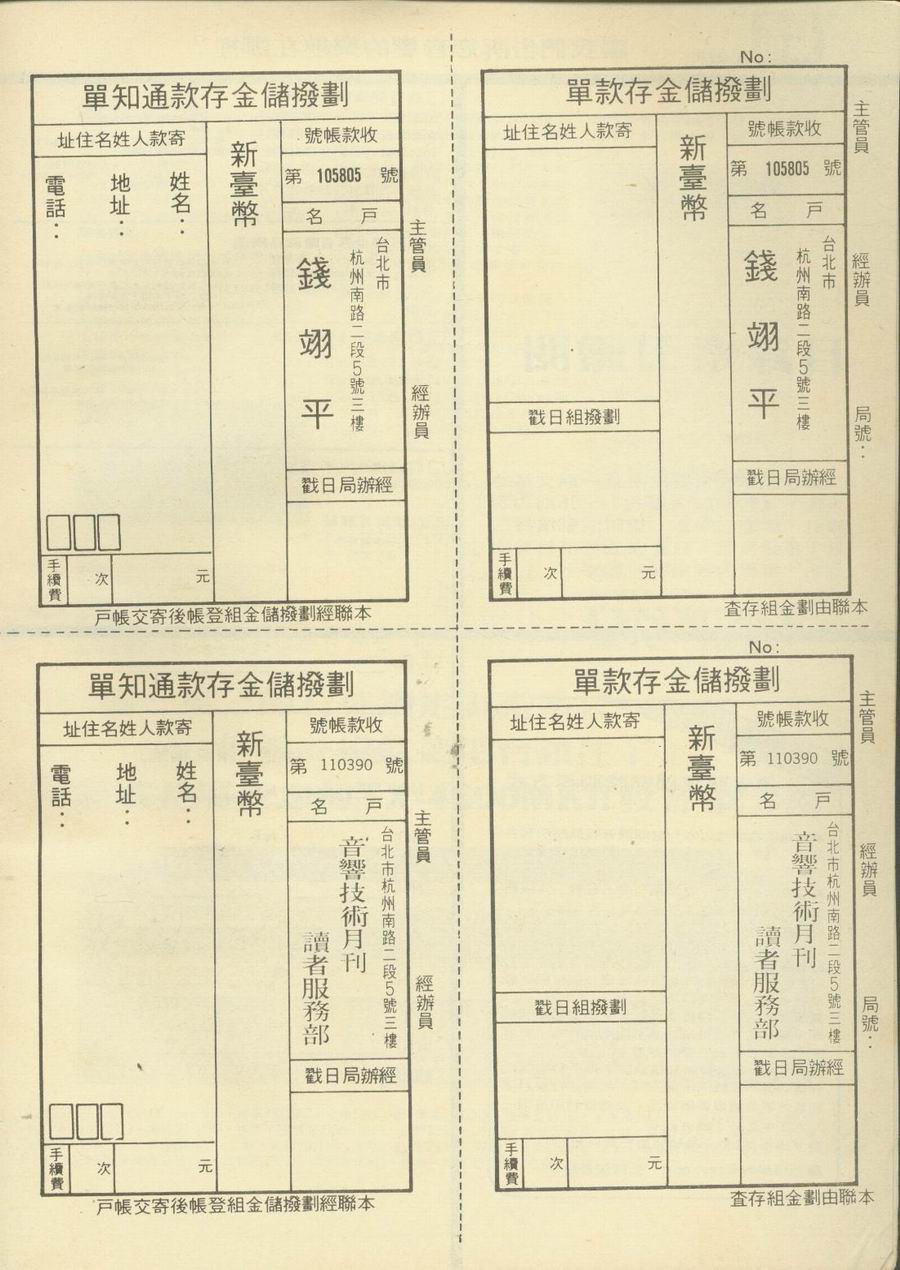 劃撥儲金存款通知單
收款帳號
第 105805 號
戶名
台北市
杭州南路二段5號三樓
錢翊平
經辦局日戳
新臺幣
寄款人姓名住址
姓名：
地址：
電話：
手續費
次
元
主管員
經辦員
本聯經劃撥儲金組登帳後寄交帳戶
No：
劃撥儲金存款單
收款帳號
第 105805 號
戶名
台北市
杭州南路二段5號三樓
錢翊平
經辦局日戳
新臺幣
寄款人姓名住址
劃撥組日戳
手續費
次
元
主管員
經辦員
局號：
本聯由劃金組存査
劃撥儲金存款通知單
收款帳號
第 110390 號
戶名
台北市杭州南路二段5號三樓
音響技術月刊
讀者服務部
經辦局日戳
新臺幣
寄款人姓名住址
姓名：
地址：
電話：
手續費
次
元
主管員
經辦員
本聯經劃撥儲金組登帳後寄交帳戶
No：
劃撥儲金存款單
收款帳號
第 110390 號
戶名
台北市杭州南路二段5號三樓
音響技術月刊
讀者服務部
經辦局日戳
新臺幣
寄款人姓名住址
劃撥組日戳
手續費
次
元
主管員
經辦員
局號：
本聯由劃金組存査